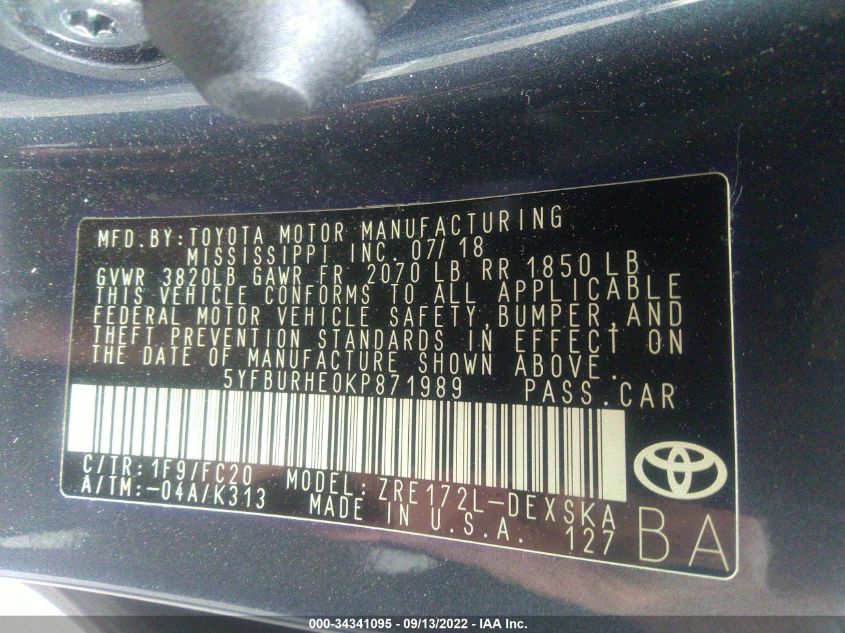 MFD.BY:TOYOTA MOTOR MANUFACTURING
MISSISSIPPI INC. 07/18
GVWR 3820LB GAWR FR 2070 LB RR 1850 LB
THIS VEHICLE CONFORMS TO ALL APPLICABLE
FEDERAL MOTOR VEHICLE SAFETY,BUMPER,AND
THEFT PREVENTION STANDARDS IN EFFECT ON
THE DATE OF MANUFACTURE SHOWN ABOVE.
5YFBURHE0KP871989 PASS.CAR
C/TR:1F9/FC20 MODEL:ZRE172L-DEXSKA
A/TM:-04A/K313 MADE IN U.S.A. 127
BA
000-34341095 - 09/13/2022 - IAA Inc.